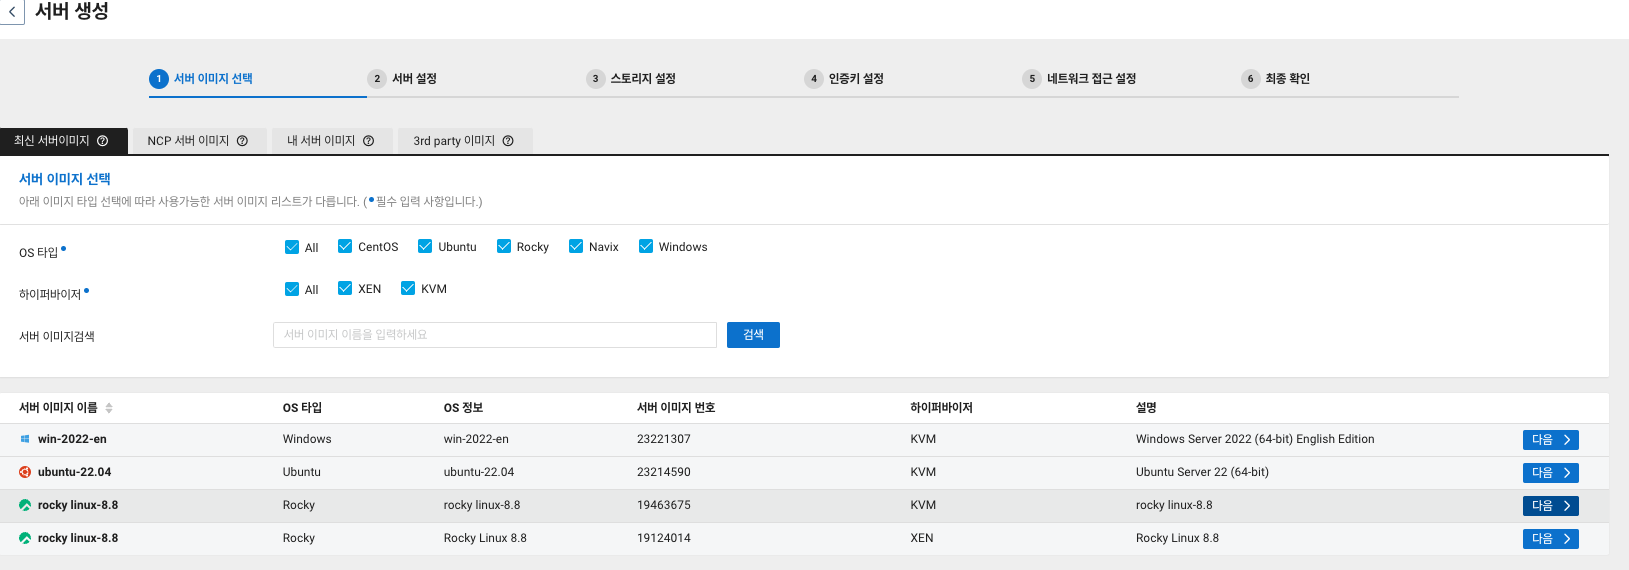 서버 생성
1 서버 이미지 선택 2 서버 설정 3 스토리지 설정 4 인증키 설정 5 네트워크 접근 설정 6 최종 확인
최신 서버이미지 ? NCP 서버 이미지 ? 내 서버 이미지 ? 3rd party 이미지 ?
서버 이미지 선택
아래 이미지 타입 선택에 따라 사용가능한 서버 이미지 리스트가 다릅니다. (•필수 입력 사항입니다.)
OS 타입• All CentOS Ubuntu Rocky Navix Windows
하이퍼바이저• All XEN KVM
서버 이미지검색 서버 이미지 이름을 입력하세요 검색
서버 이미지 이름 OS 타입 OS 정보 서버 이미지 번호 하이퍼바이저 설명
win-2022-en Windows win-2022-en 23221307 KVM Windows Server 2022 (64-bit) English Edition 다음
ubuntu-22.04 Ubuntu ubuntu-22.04 23214590 KVM Ubuntu Server 22 (64-bit) 다음
rocky linux-8.8 Rocky rocky linux-8.8 19463675 KVM rocky linux-8.8 다음
rocky linux-8.8 Rocky Rocky Linux 8.8 19124014 XEN Rocky Linux 8.8 다음